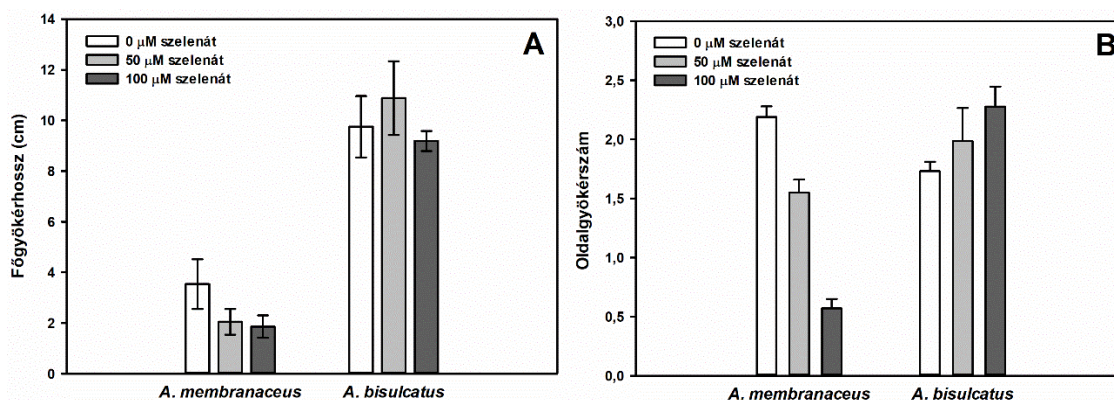 A
0 μM szelenát
50 μM szelenát
100 μM szelenát
Főgyökérhossz (cm)
14
12
10
8
6
4
2
0
A. membranaceus
A. bisulcatus
B
0 μM szelenát
50 μM szelenát
100 μM szelenát
Oldalgyökérszám
3,0
2,5
2,0
1,5
1,0
0,5
0,0
A. membranaceus
A. bisulcatus